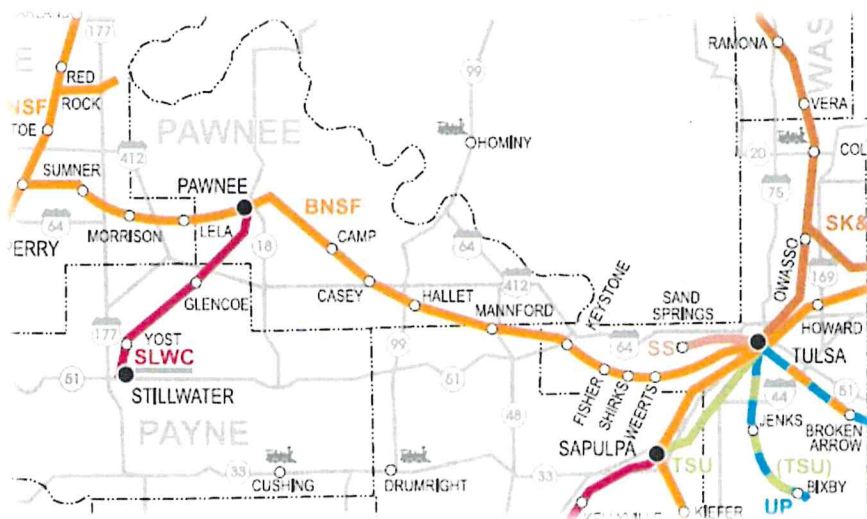 177
RED
ROCK
NSF
TOE
PAWNEE
412
SUMNER
PAWNEE
64
PERRY
MORRISON
LELA
BNSF
18
CAMP
GLENCOE
CASEY
HALLET
MANNFORD
KEYSTONE
99
HOMINY
64
412
SAND
SPRINGS
SS
64
RAMONA
WAS
VERA
20
COL
75
SK&
OWASSO
169
HOWARD
TULSA
177
YOST
SLWC
51
STILLWATER
PAYNE
99
51
48
33
CUSHING
DRUMRIGHT
33
FISHER
SHIRKS
WEERTS
SAPULPA
TSU
44
JENKS
51
BROKEN
ARROW
(TSU)
BIXBY
UP
KIEFER